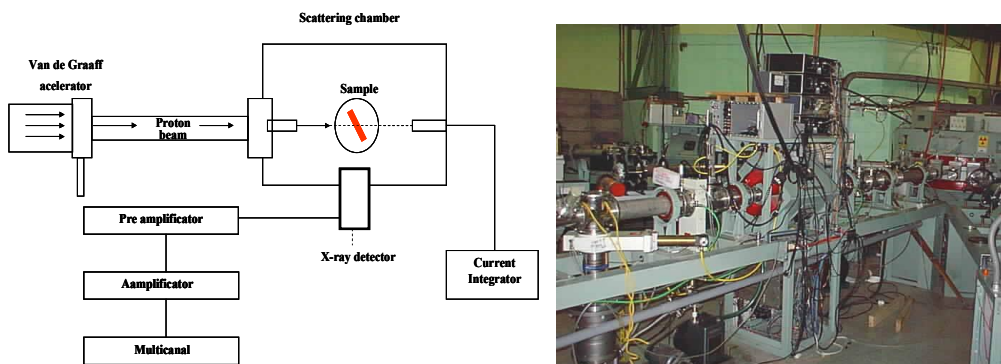 Scattering chamber
Van de Graaff
acelerator
Sample
Proton
beam
Pre amplificator
X-ray detector
Current
Integrator
Aamplificator
Multicanal